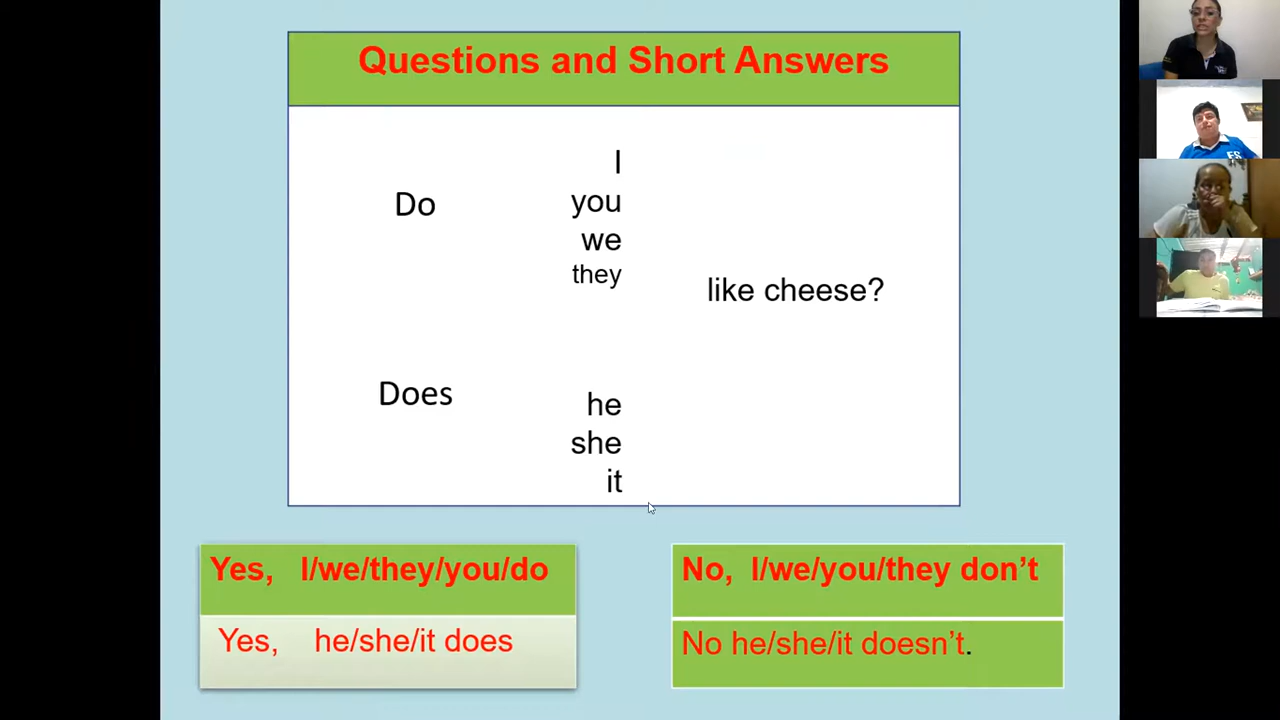 Questions and Short Answers
I
Do
you
we
they
like cheese?
Does
he
she
it
Yes, I/we/they/you/do
Yes, he/she/it does
No, I/we/you/they don't
No he/she/it doesn't.